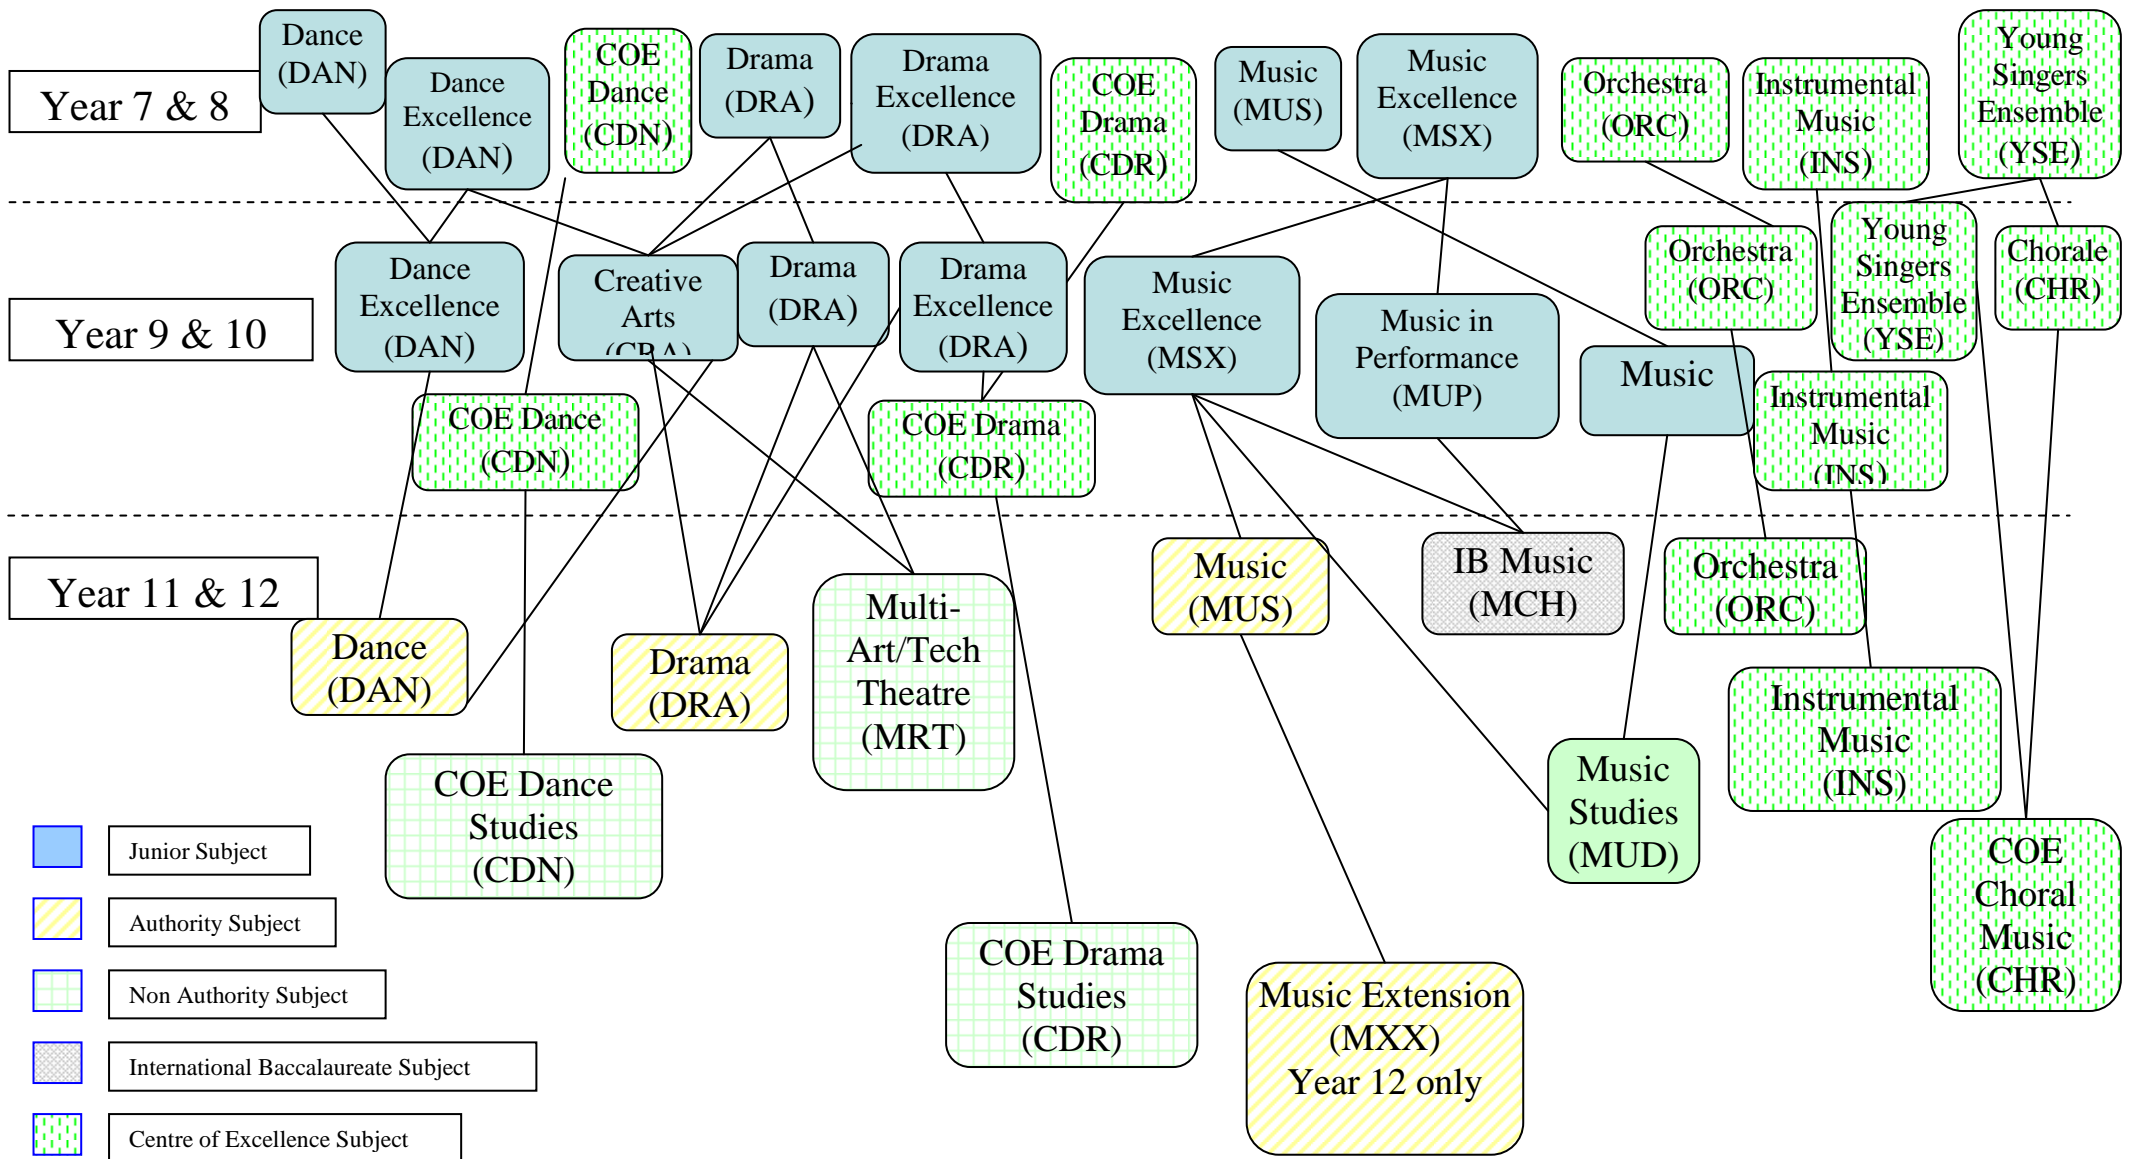 Year 7 & 8
Dance
(DAN)
Dance
Excellence
(DAN)
COE
Dance
(CDN)
Drama
(DRA)
Drama
Excellence
(DRA)
COE
Drama
(CDR)
Music
(MUS)
Music
Excellence
(MSX)
Orchestra
(ORC)
Instrumental
Music
(INS)
Young
Singers
Ensemble
(YSE)
Year 9 & 10
Dance
Excellence
(DAN)
Creative
Arts
(CRA)
Drama
(DRA)
Drama
Excellence
(DRA)
Music
Excellence
(MSX)
Music in
Performance
(MUP)
Music
Orchestra
(ORC)
Young
Singers
Ensemble
(YSE)
Chorale
(CHR)
COE Dance
(CDN)
COE Drama
(CDR)
Instrumental
Music
(INS)
Year 11 & 12
Dance
(DAN)
Drama
(DRA)
Multi-
Art/Tech
Theatre
(MRT)
Music
(MUS)
IB Music
(MCH)
Orchestra
(ORC)
Instrumental
Music
(INS)
COE Dance
Studies
(CDN)
Music
Studies
(MUD)
COE
Choral
Music
(CHR)
COE Drama
Studies
(CDR)
Music Extension
(MXX)
Year 12 only
Junior Subject
Authority Subject
Non Authority Subject
International Baccalaureate Subject
Centre of Excellence Subject